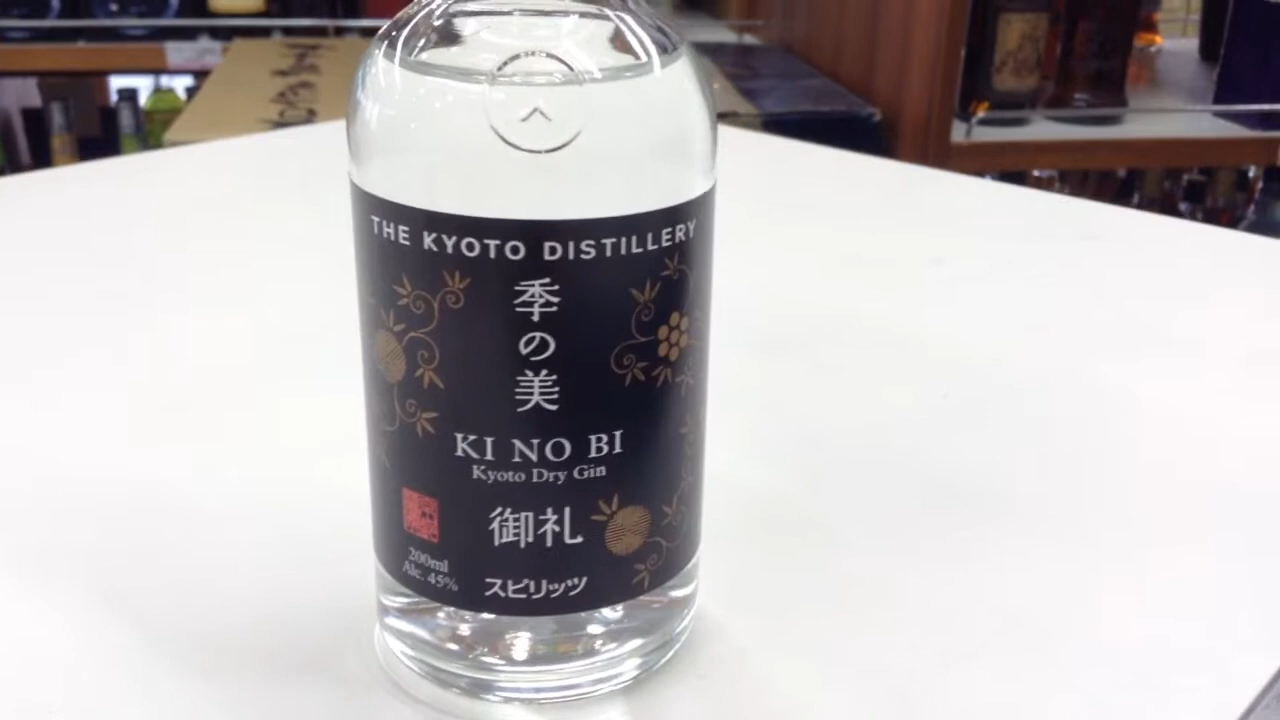 THE KYOTO DISTILLERY
季の美
KI NO BI
Kyoto Dry Gin
御礼
200ml
Alc. 45%
スピリッツ